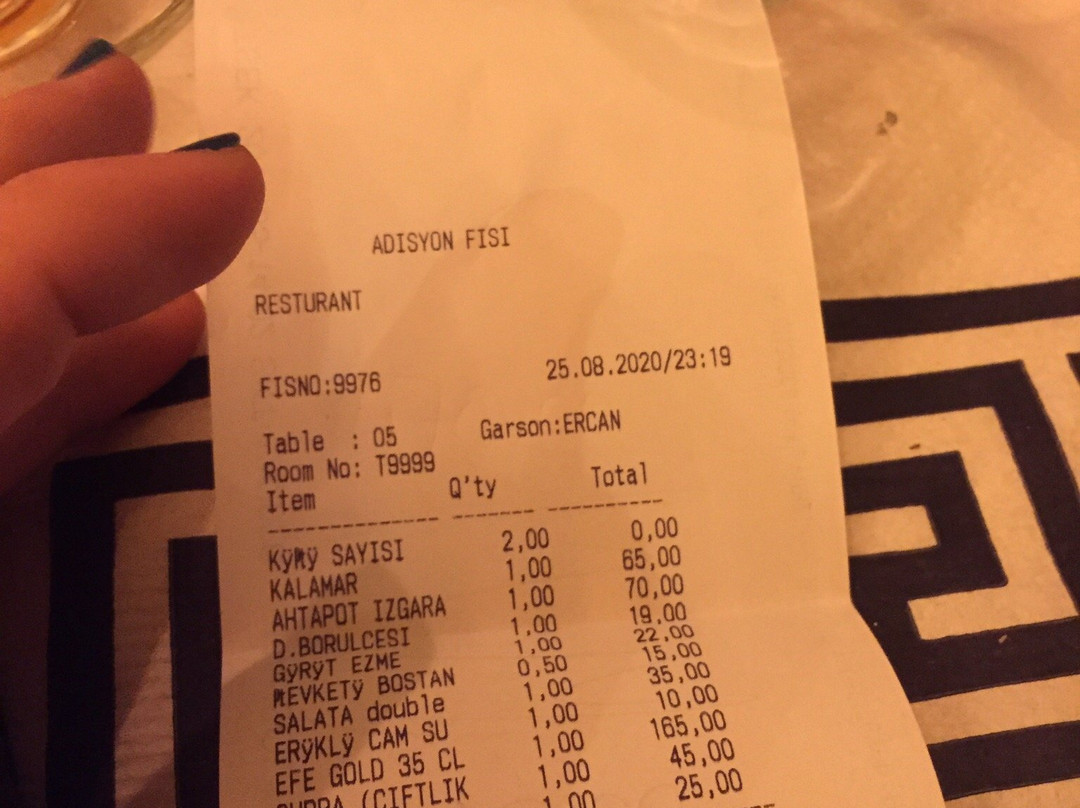 ADISYON FISI
RESTURANT
FISNO:9976 25.08.2020/23:19
Table : 05 Garson:ERCAN
Room No: T9999
Item Q'ty Total
SAYISI 2,00 0,00
KALAMAR 1,00 65,00
AHTAPOT IZGARA 1,00 70,00
D.BORULCESI 1,00 19,00
GÿRÿT EZME 1,00 22,00
BOSTAN 0,50 15,00
SALATA double 1,00 35,00
ERÿKLÿ CAM SU 1,00 10,00
EFE GOLD 35 CL 1,00 165,00
(CIFTLIK 1,00 45,00
1,00 25,00